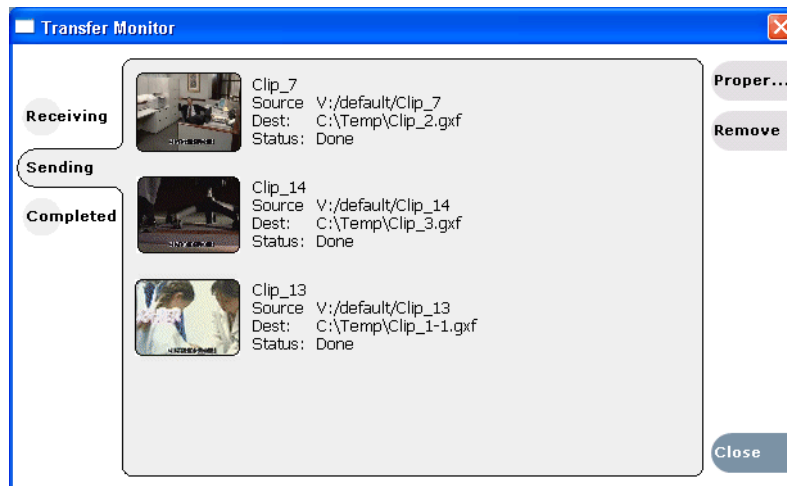 Transfer Monitor
Receiving
Sending
Completed
Clip_7
Source V:/default/Clip_7
Dest: C:\Temp\Clip_2.gxf
Status: Done
Clip_14
Source V:/default/Clip_14
Dest: C:\Temp\Clip_3.gxf
Status: Done
Clip_13
Source V:/default/Clip_13
Dest: C:\Temp\Clip_1-1.gxf
Status: Done
Proper...
Remove
Close